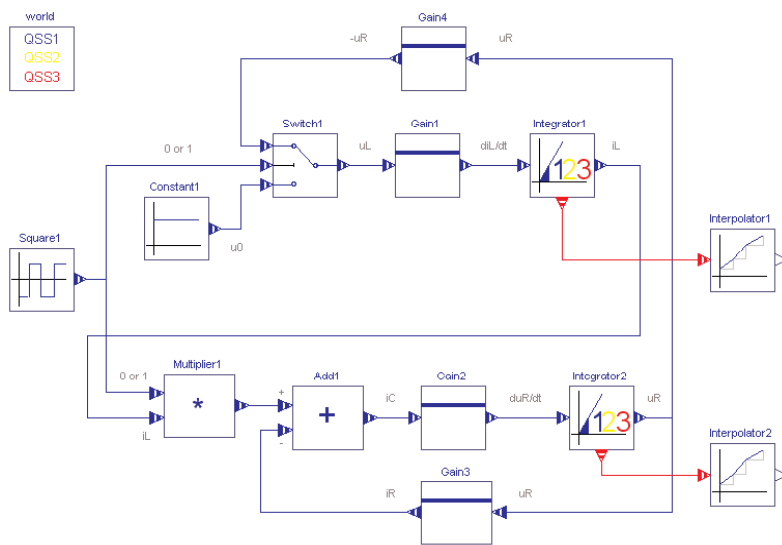 world
QSS1
QSS2
QSS3
Gain4
-uR
uR
Switch1
Gain1
Integrator1
0 or 1
uL
diL/dt
iL
123
Constant1
u0
Square1
Interpolator1
Multiplier1
0 or 1
*
iL
Add1
+
+
-
iC
Gain2
duR/dt
Integrator2
uR
123
Interpolator2
Gain3
iR
uR